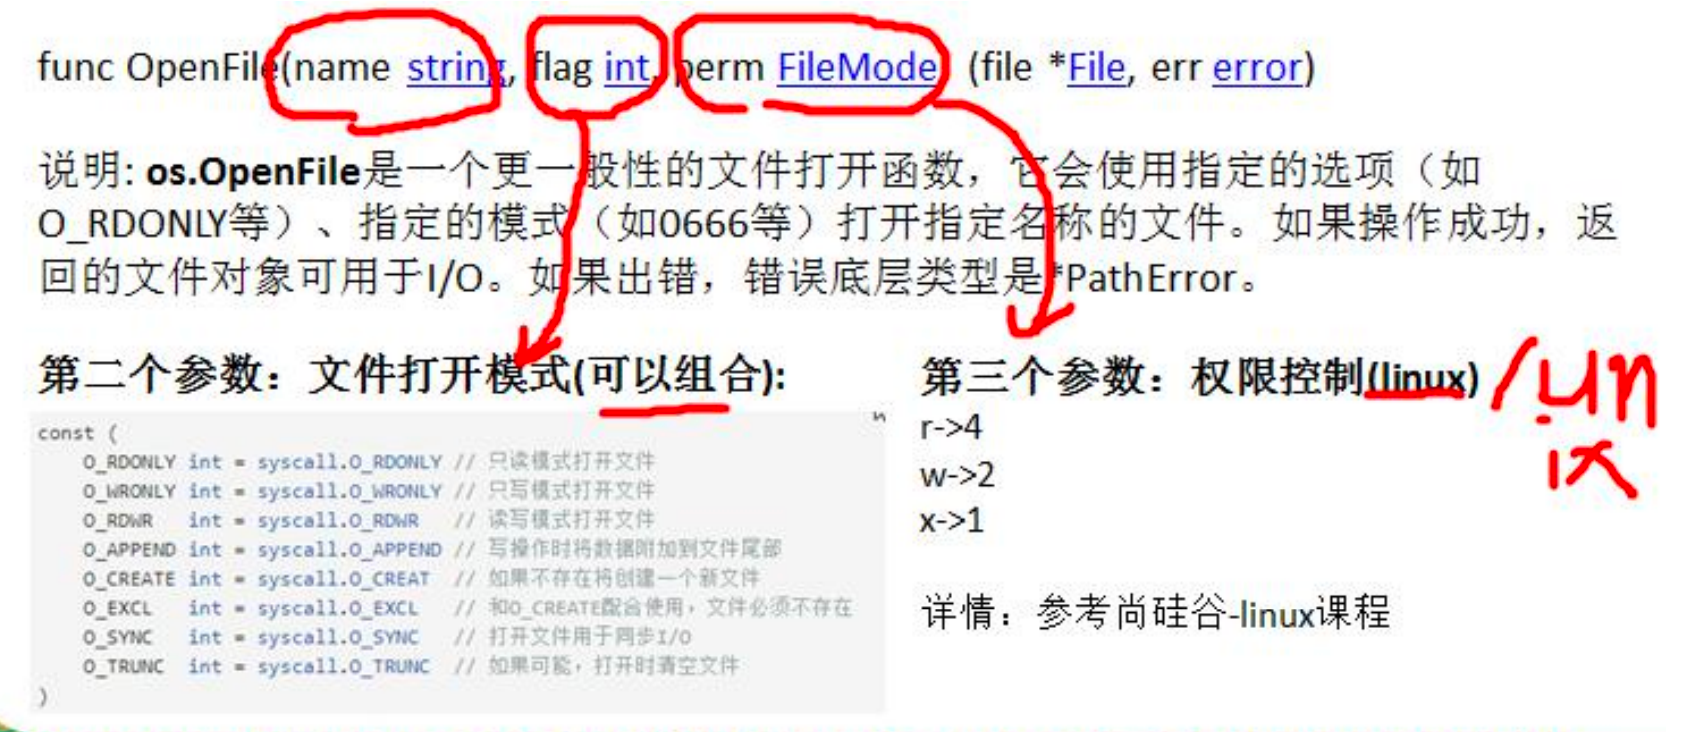 func OpenFile(name string, flag int, perm FileMode) (file *File, err error)
说明: os.OpenFile是一个更一般性的文件打开函数，它会使用指定的选项（如
O_RDONLY等）、指定的模式（如0666等）打开指定名称的文件。如果操作成功，返
回的文件对象可用于I/O。如果出错，错误底层类型是*PathError。
第二个参数：文件打开模式(可以组合):
const (
O_RDONLY int = syscall.O_RDONLY // 只读模式打开文件
O_WRONLY int = syscall.O_WRONLY // 只写模式打开文件
O_RDWR int = syscall.O_RDWR // 读写模式打开文件
O_APPEND int = syscall.O_APPEND // 写操作时将数据附加到文件尾部
O_CREATE int = syscall.O_CREAT // 如果不存在将创建一个新文件
O_EXCL int = syscall.O_EXCL // 和O_CREATE配合使用，文件必须不存在
O_SYNC int = syscall.O_SYNC // 打开文件用于同步I/O
O_TRUNC int = syscall.O_TRUNC // 如果可能，打开时清空文件
)
第三个参数：权限控制(linux) /un
ix
r->4
w->2
x->1
详情：参考尚硅谷-linux课程